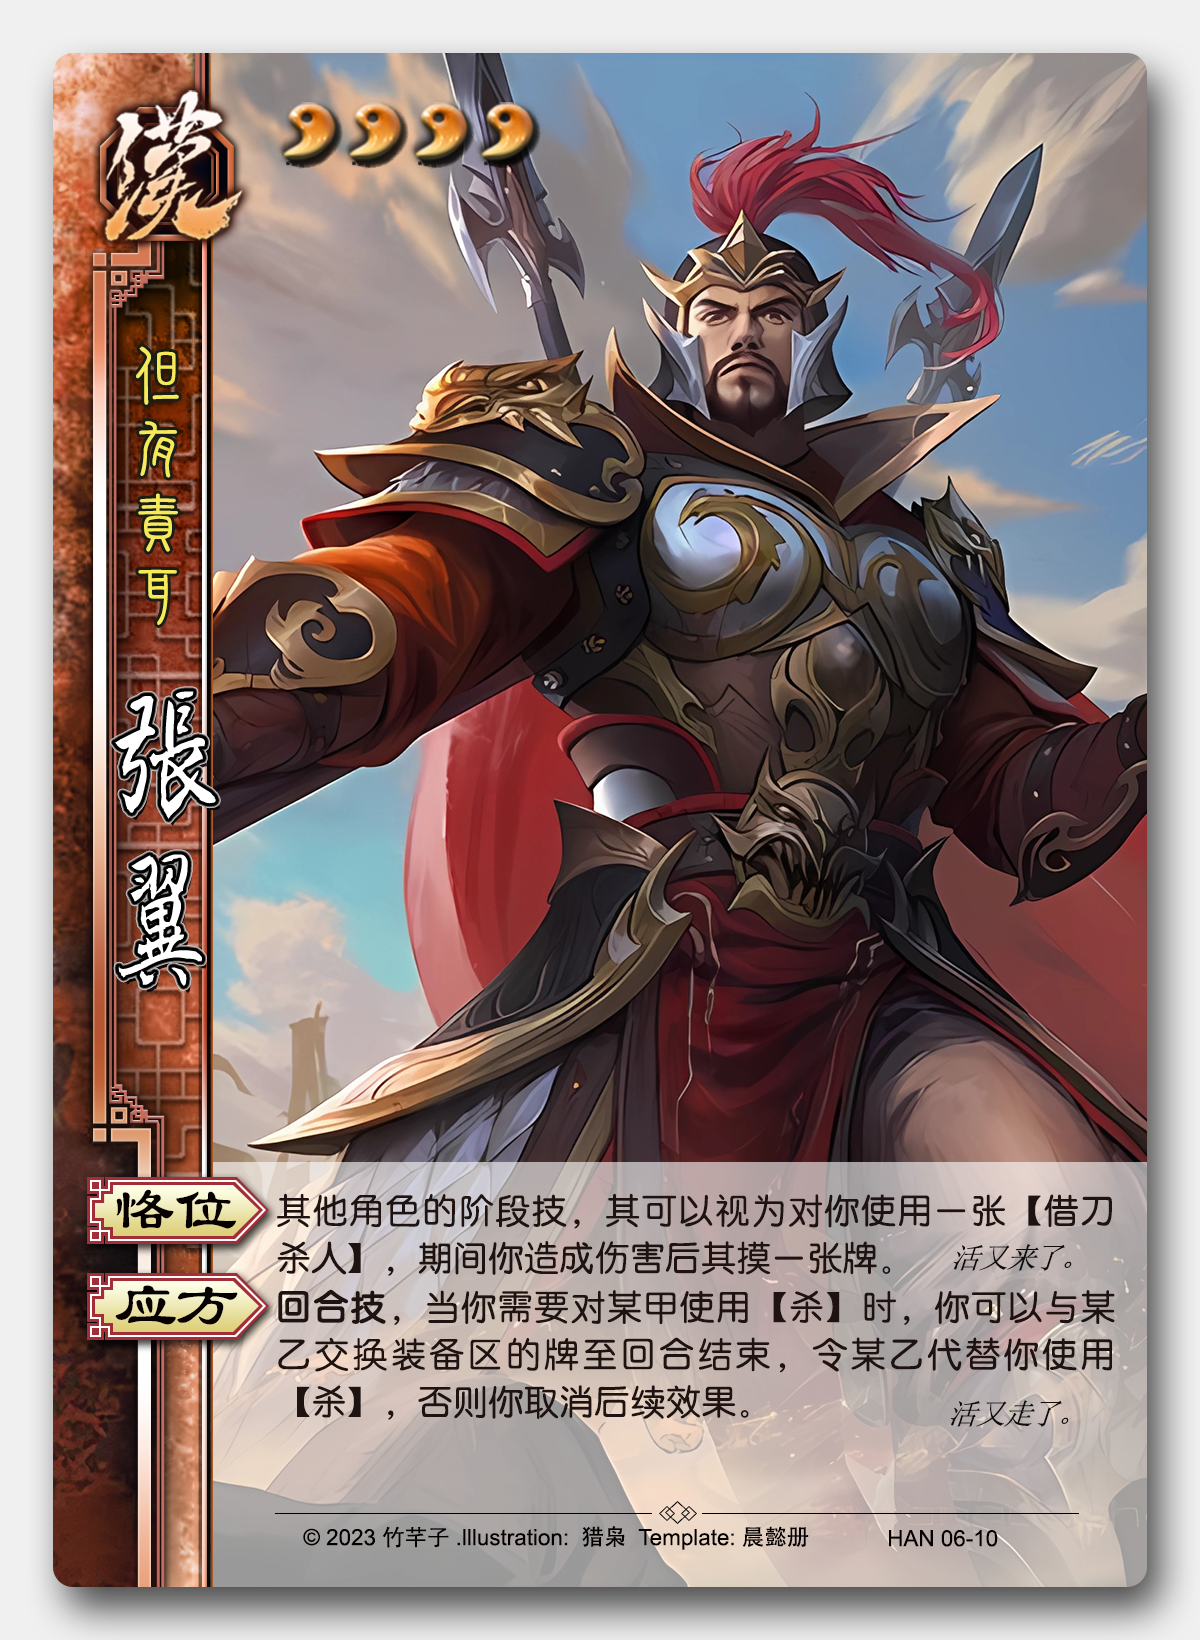 漢
但有責耳
張翼
恪位
其他角色的阶段技，其可以视为对你使用一张【借刀
杀人】，期间你造成伤害后其摸一张牌。 活又来了。
应方
回合技，当你需要对某甲使用【杀】时，你可以与某
乙交换装备区的牌至回合结束，令某乙代替你使用
【杀】，否则你取消后续效果。 活又走了。
© 2023 竹芊子 .Illustration: 猎枭 Template: 晨懿册 HAN 06-10